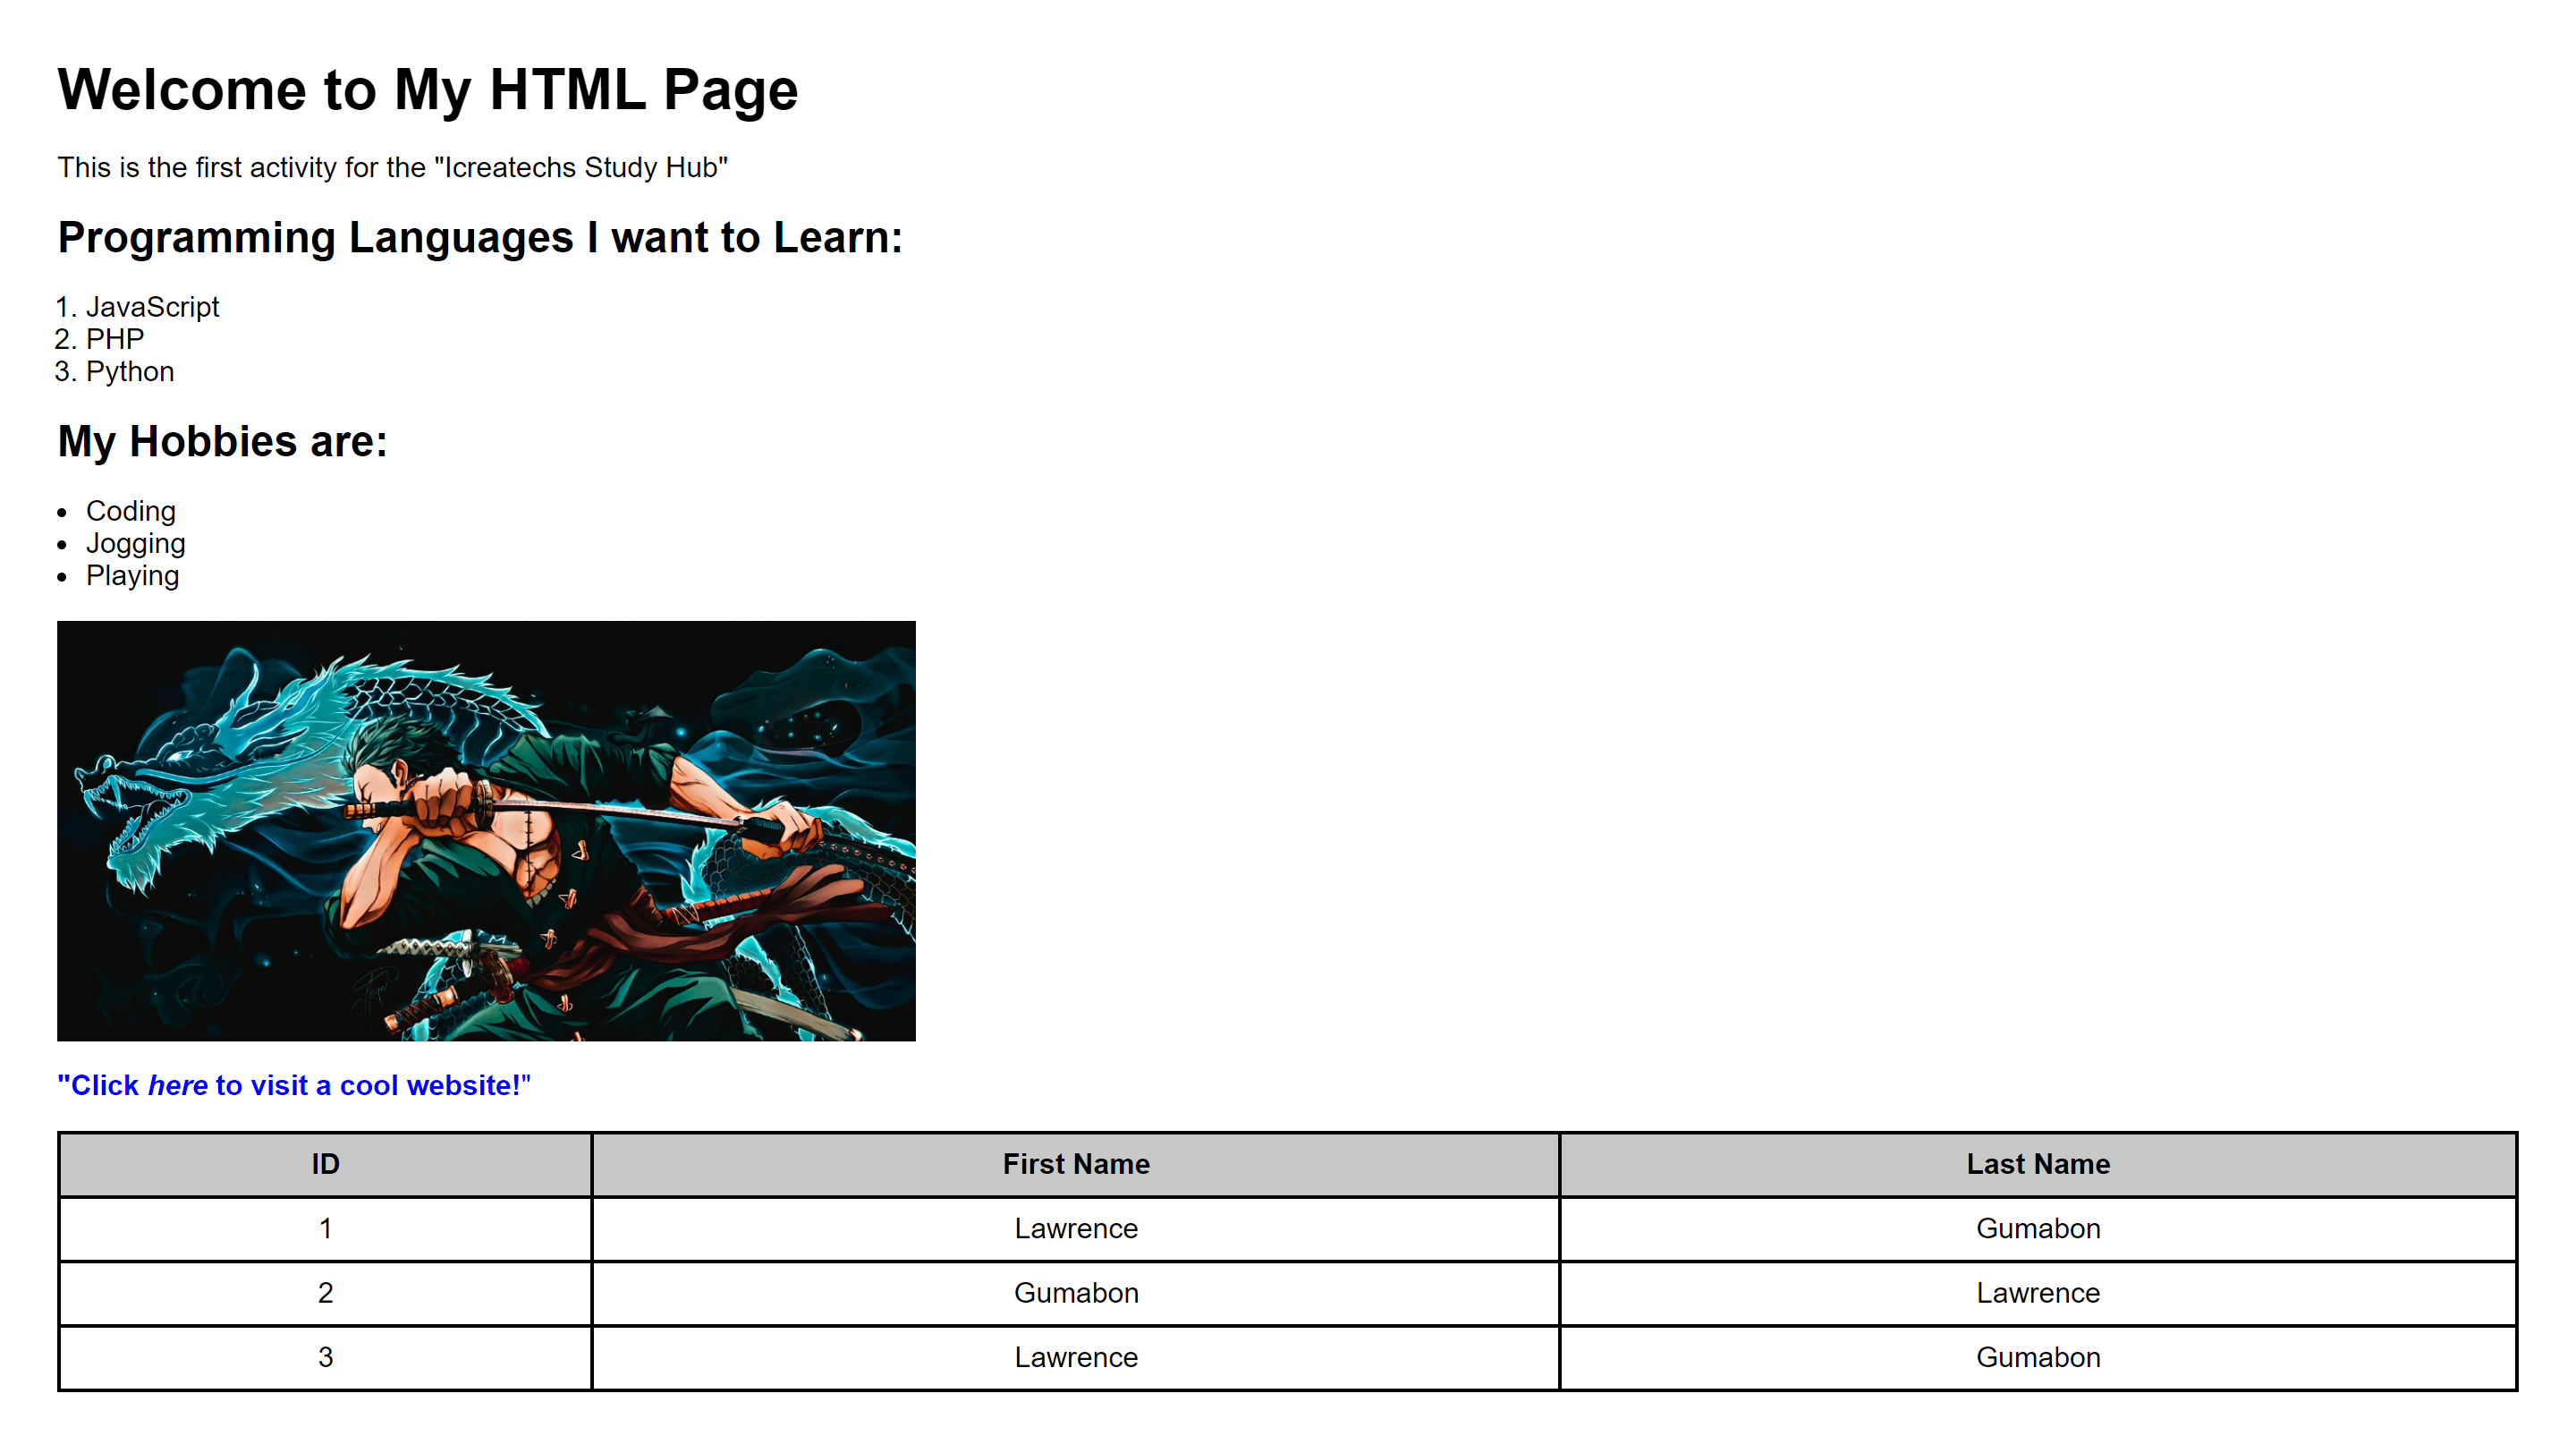 Welcome to My HTML Page
This is the first activity for the "Icreatechs Study Hub"
Programming Languages I want to Learn:
1. JavaScript
2. PHP
3. Python
My Hobbies are:
• Coding
• Jogging
• Playing
"Click here to visit a cool website!"
ID First Name Last Name
1 Lawrence Gumabon
2 Gumabon Lawrence
3 Lawrence Gumabon